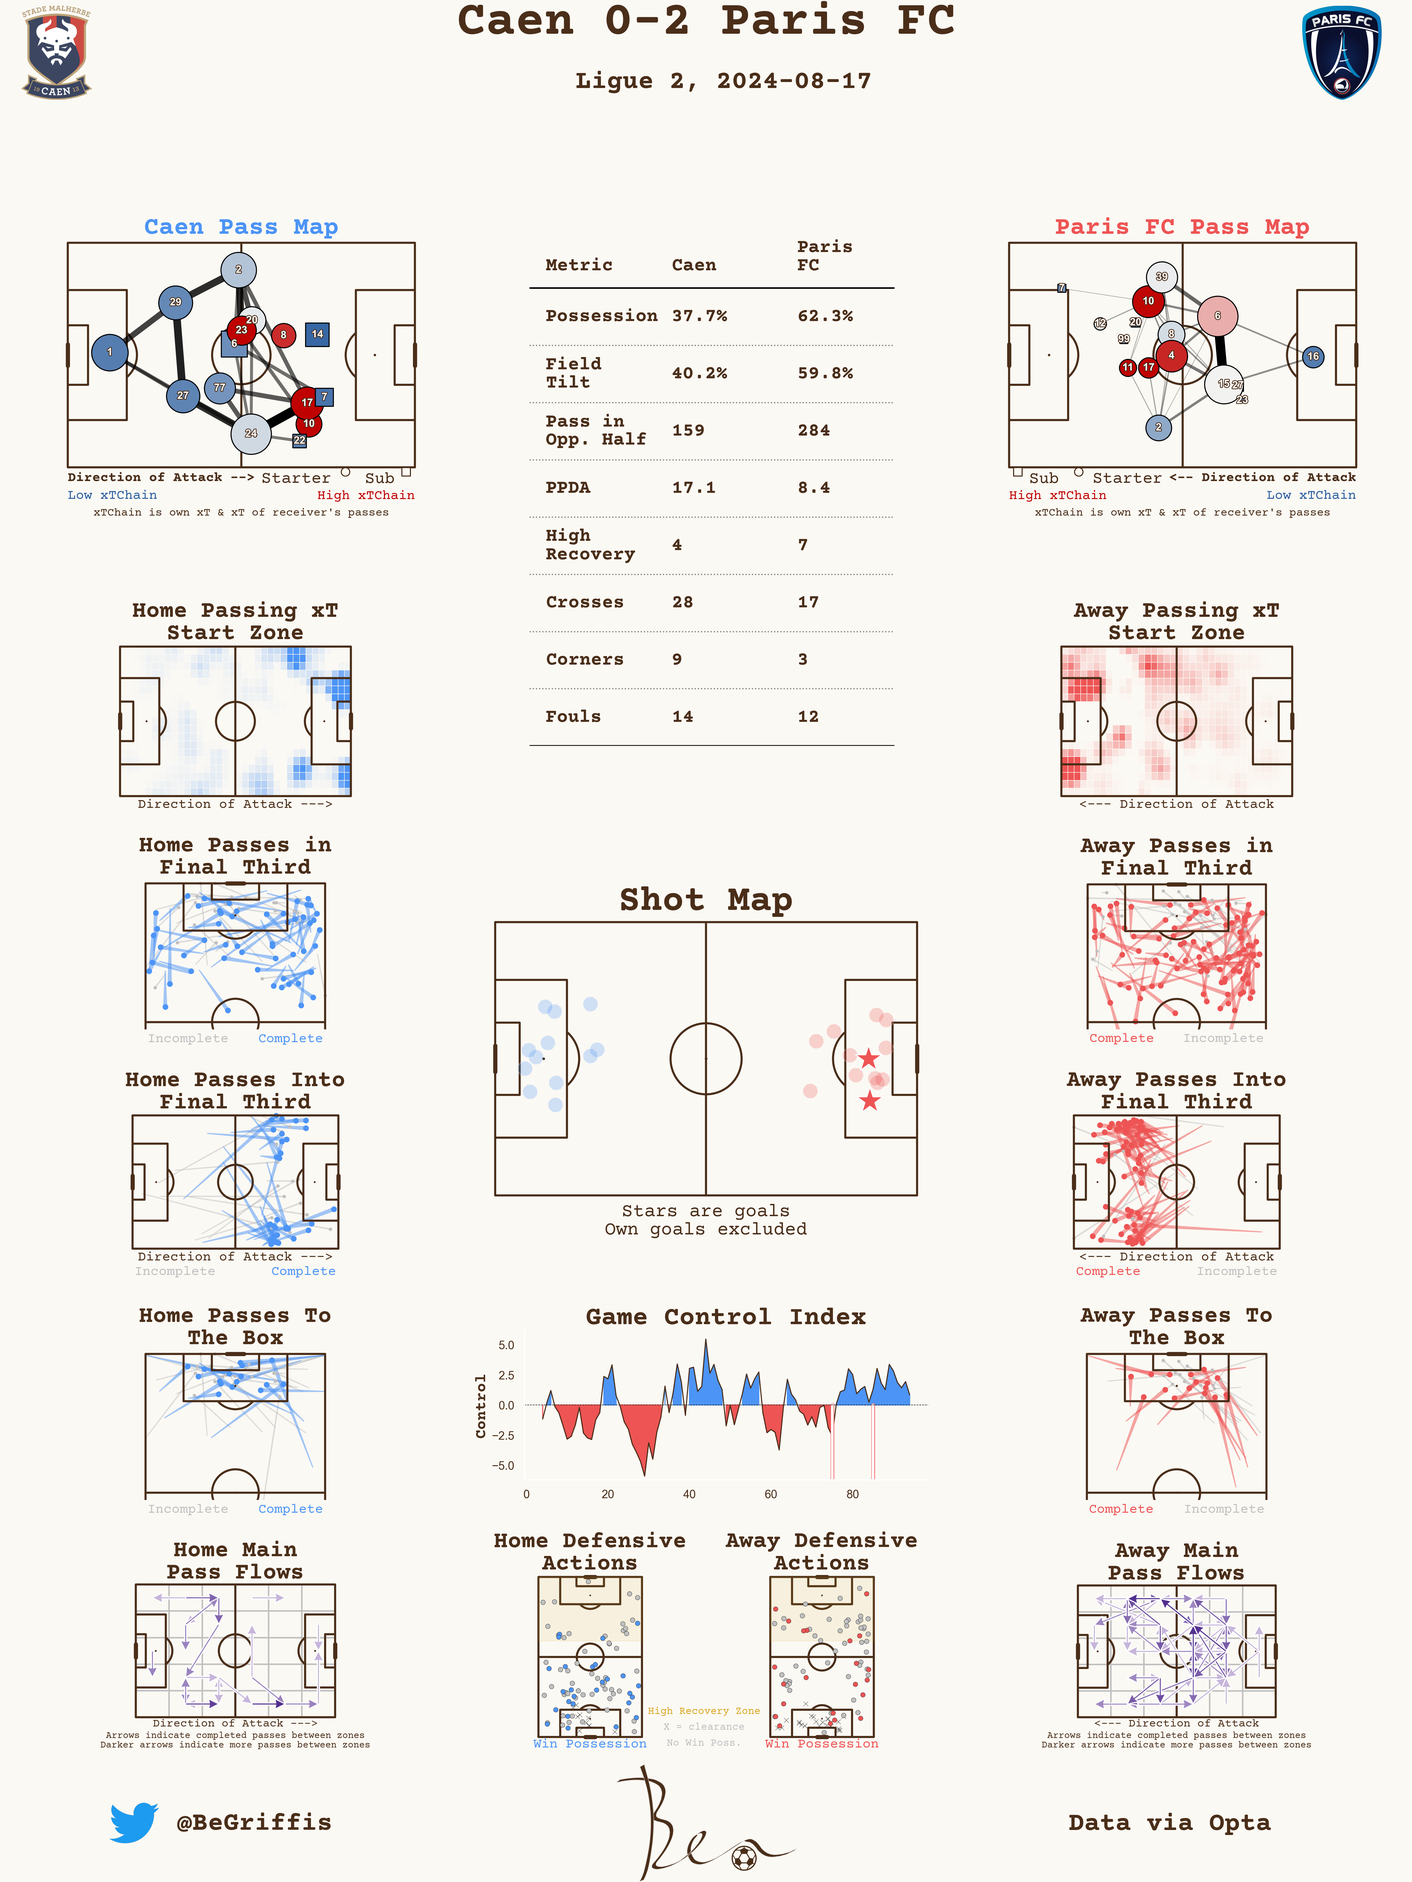 Caen 0-2 Paris FC
Ligue 2, 2024-08-17
STADE MALHERBE
19 CAEN 13
PARIS FC
Caen Pass Map
2
29
20
23
6
8
14
1
77
27
17
7
10
24
22
Direction of Attack --> Starter Sub
Low xTChain High xTChain
xTChain is own xT & xT of receiver's passes
Metric Caen Paris FC
Possession 37.7% 62.3%
Field Tilt 40.2% 59.8%
Pass in Opp. Half 159 284
PPDA 17.1 8.4
High Recovery 4 7
Crosses 28 17
Corners 9 3
Fouls 14 12
Paris FC Pass Map
39
7
10
12
20
6
99
8
4
16
11
17
15
27
23
2
Sub Starter <-- Direction of Attack
High xTChain Low xTChain
xTChain is own xT & xT of receiver's passes
Home Passing xT
Start Zone
Direction of Attack --->
Away Passing xT
Start Zone
<--- Direction of Attack
Home Passes in
Final Third
Incomplete Complete
Away Passes in
Final Third
Complete Incomplete
Shot Map
Stars are goals
Own goals excluded
Home Passes Into
Final Third
Direction of Attack --->
Incomplete Complete
Away Passes Into
Final Third
<--- Direction of Attack
Complete Incomplete
Home Passes To
The Box
Incomplete Complete
Game Control Index
Control
5.0
2.5
0.0
−2.5
−5.0
0 20 40 60 80
Away Passes To
The Box
Complete Incomplete
Home Main
Pass Flows
Direction of Attack --->
Arrows indicate completed passes between zones
Darker arrows indicate more passes between zones
Home Defensive
Actions
Win Possession
Away Defensive
Actions
Win Possession
High Recovery Zone
X = clearance
No Win Poss.
Away Main
Pass Flows
<--- Direction of Attack
Arrows indicate completed passes between zones
Darker arrows indicate more passes between zones
@BeGriffis
Ben
Data via Opta